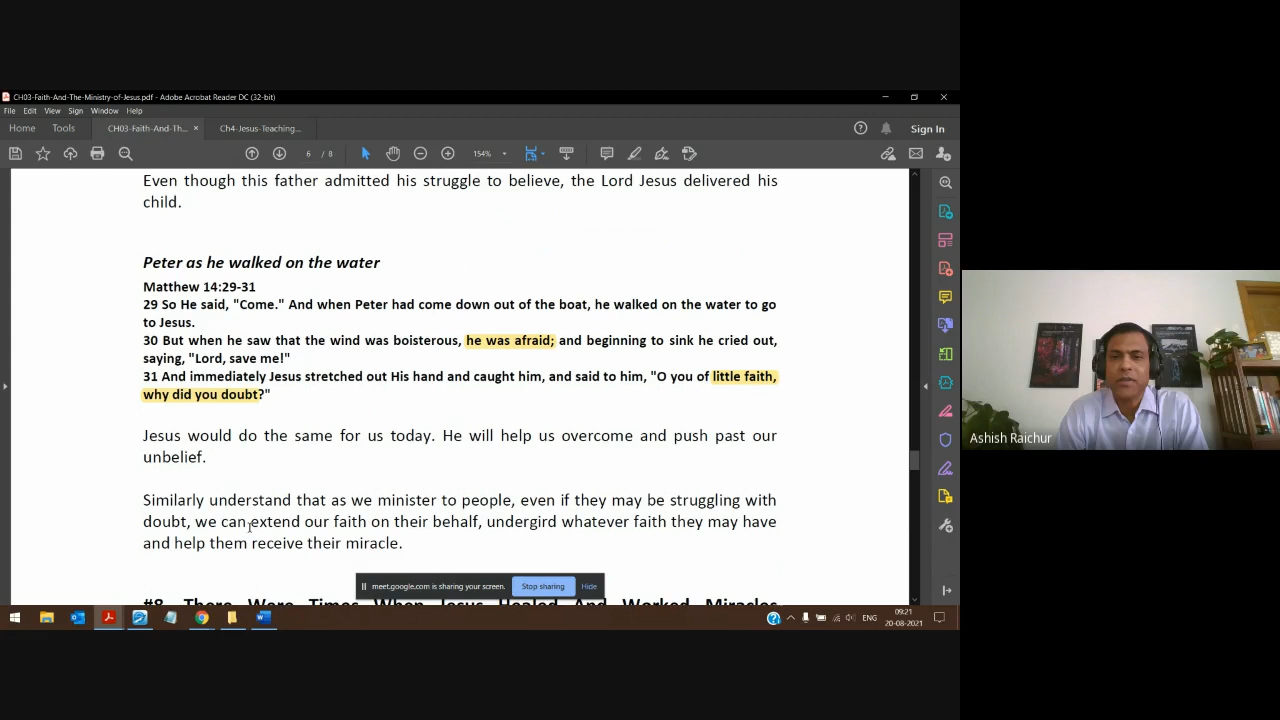 CH03-Faith-And-The-Ministry-of-Jesus.pdf - Adobe Acrobat Reader DC (32-bit)
File Edit View Sign Window Help
Home Tools CH03-Faith-And-Th... × Ch4-Jesus-Teaching... Sign In
6 / 8 154%
Even though this father admitted his struggle to believe, the Lord Jesus delivered his
child.
Peter as he walked on the water
Matthew 14:29-31
29 So He said, "Come." And when Peter had come down out of the boat, he walked on the water to go
to Jesus.
30 But when he saw that the wind was boisterous, he was afraid; and beginning to sink he cried out,
saying, "Lord, save me!"
31 And immediately Jesus stretched out His hand and caught him, and said to him, "O you of little faith,
why did you doubt?"
Jesus would do the same for us today. He will help us overcome and push past our
unbelief.
Similarly understand that as we minister to people, even if they may be struggling with
doubt, we can extend our faith on their behalf, undergird whatever faith they may have
and help them receive their miracle.
#8 There Were Times When Jesus Healed And Worked Miracles
meet.google.com is sharing your screen. Stop sharing Hide
ENG 09:21
20-08-2021
Ashish Raichur